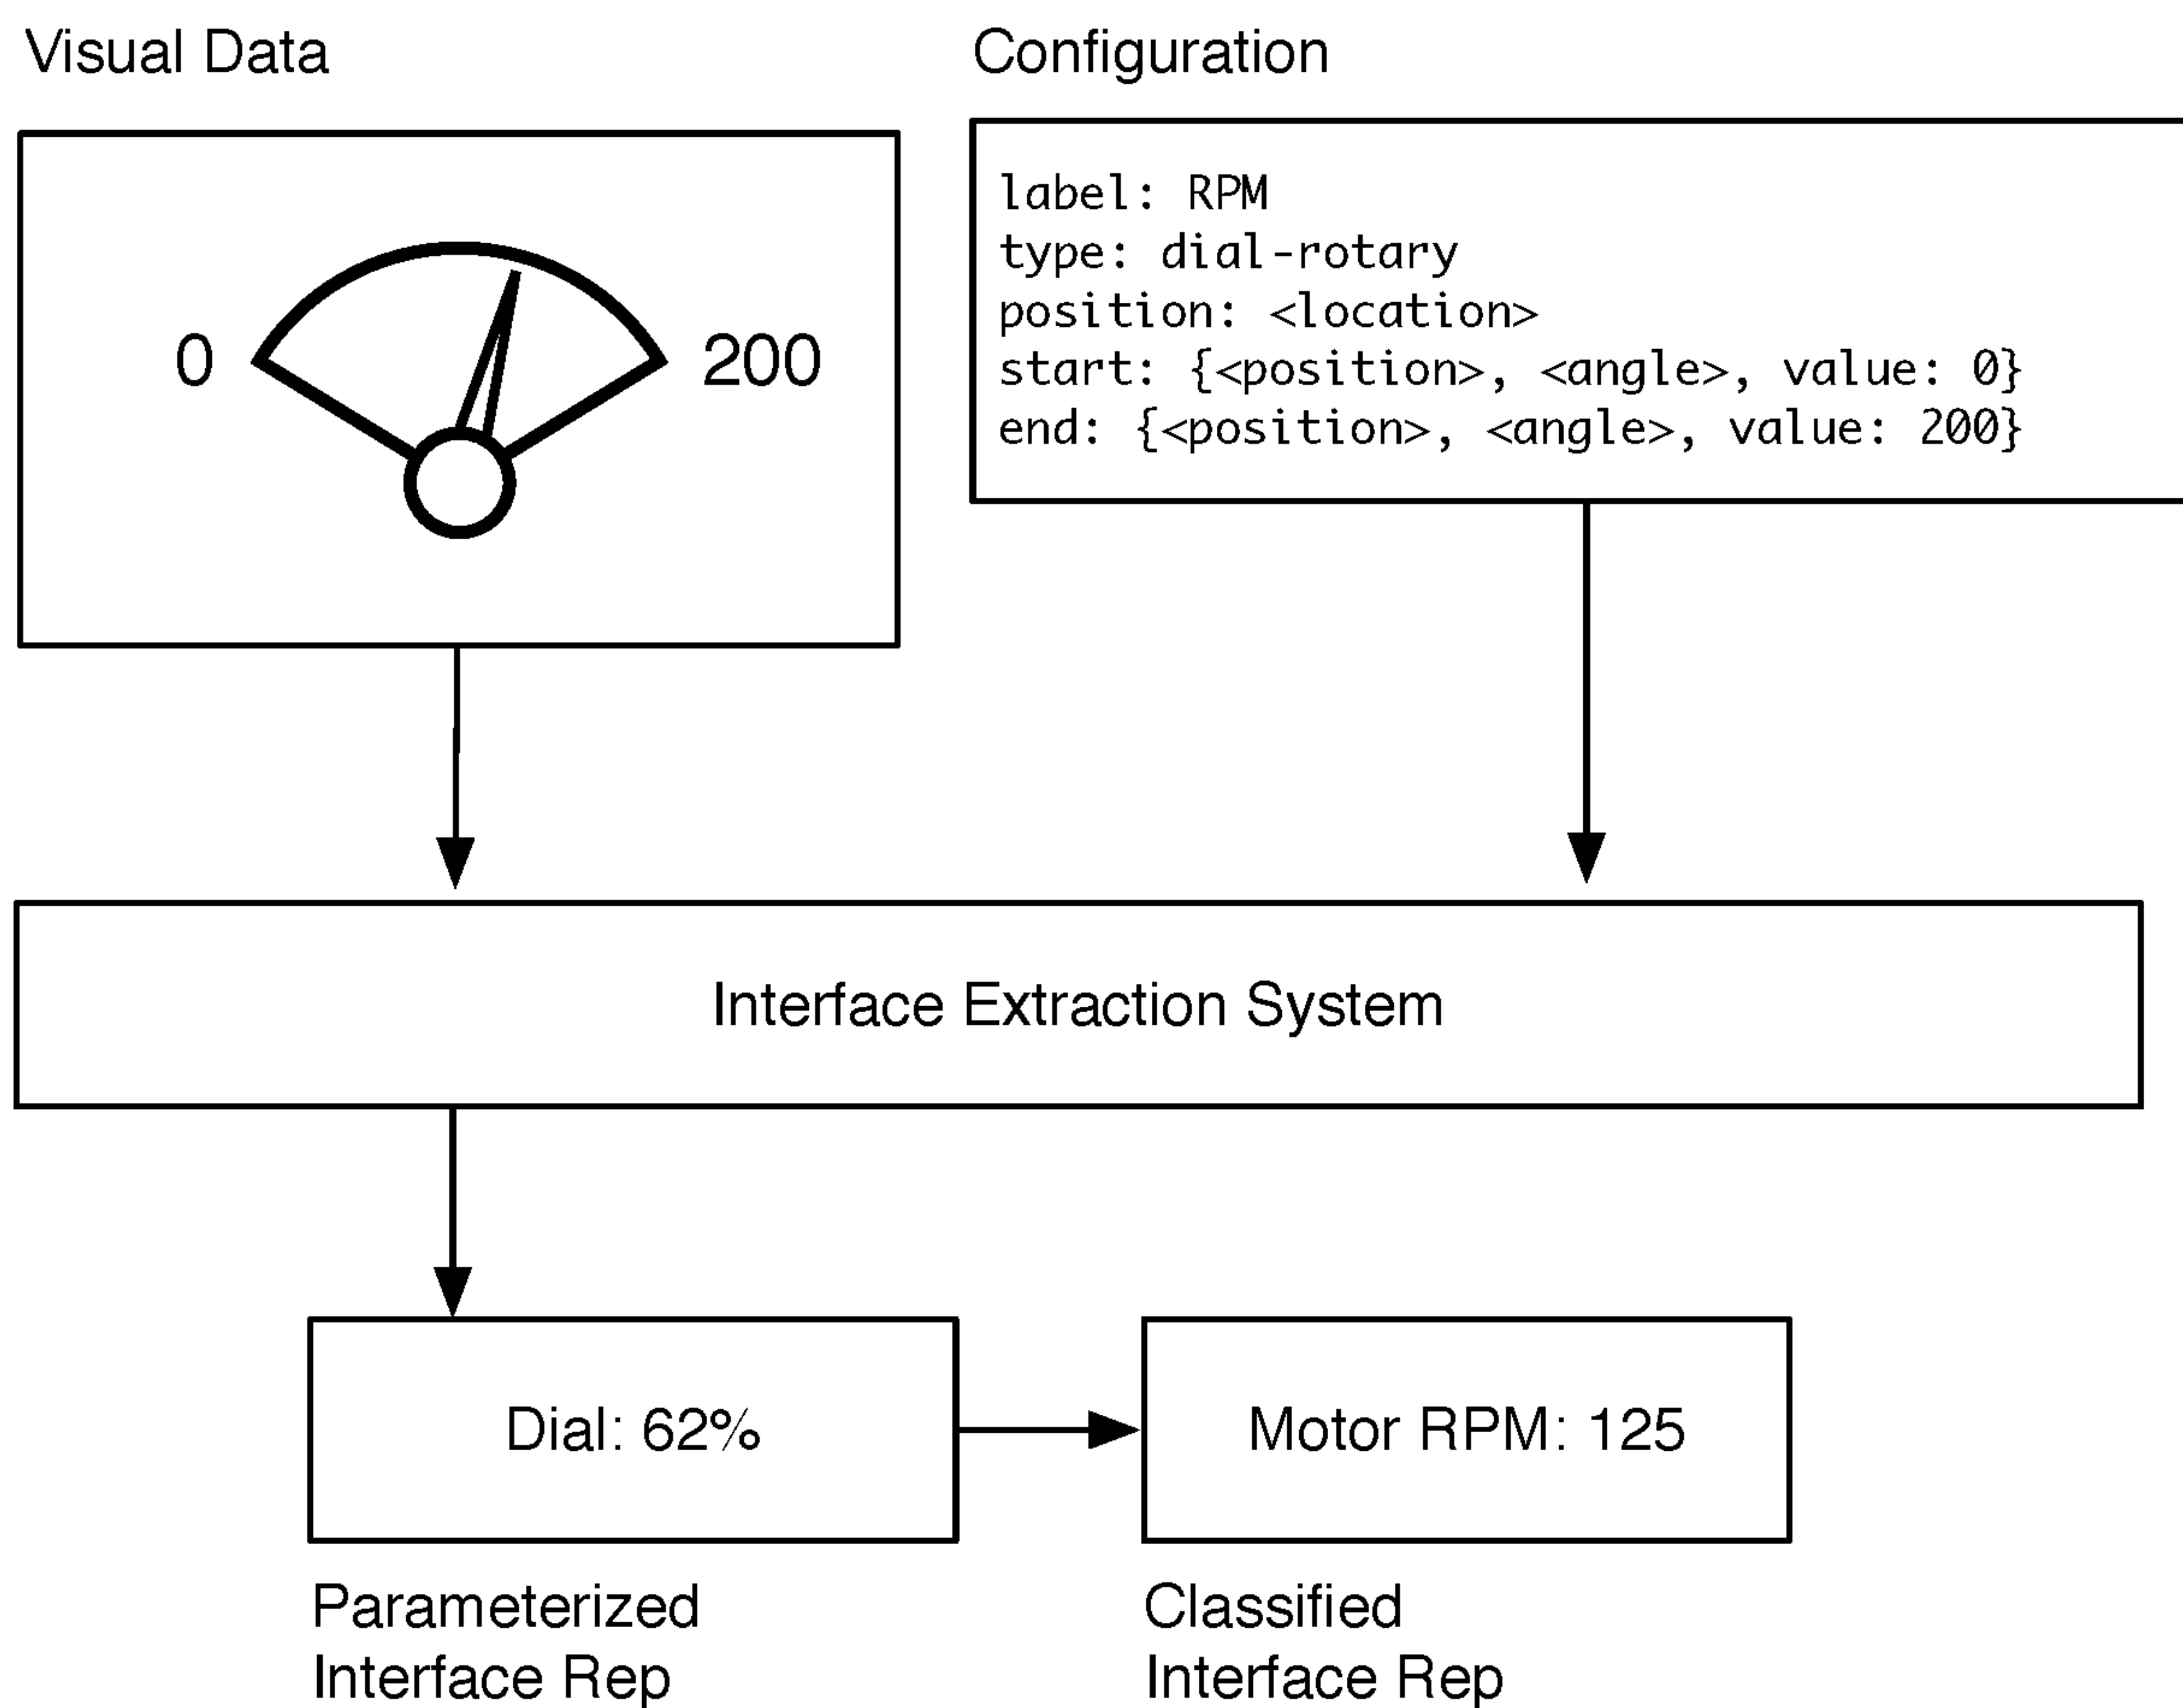 Visual Data
Configuration
0
200
label: RPM
type: dial-rotary
position: <location>
start: {<position>, <angle>, value: 0}
end: {<position>, <angle>, value: 200}
Interface Extraction System
Dial: 62%
Motor RPM: 125
Parameterized
Interface Rep
Classified
Interface Rep